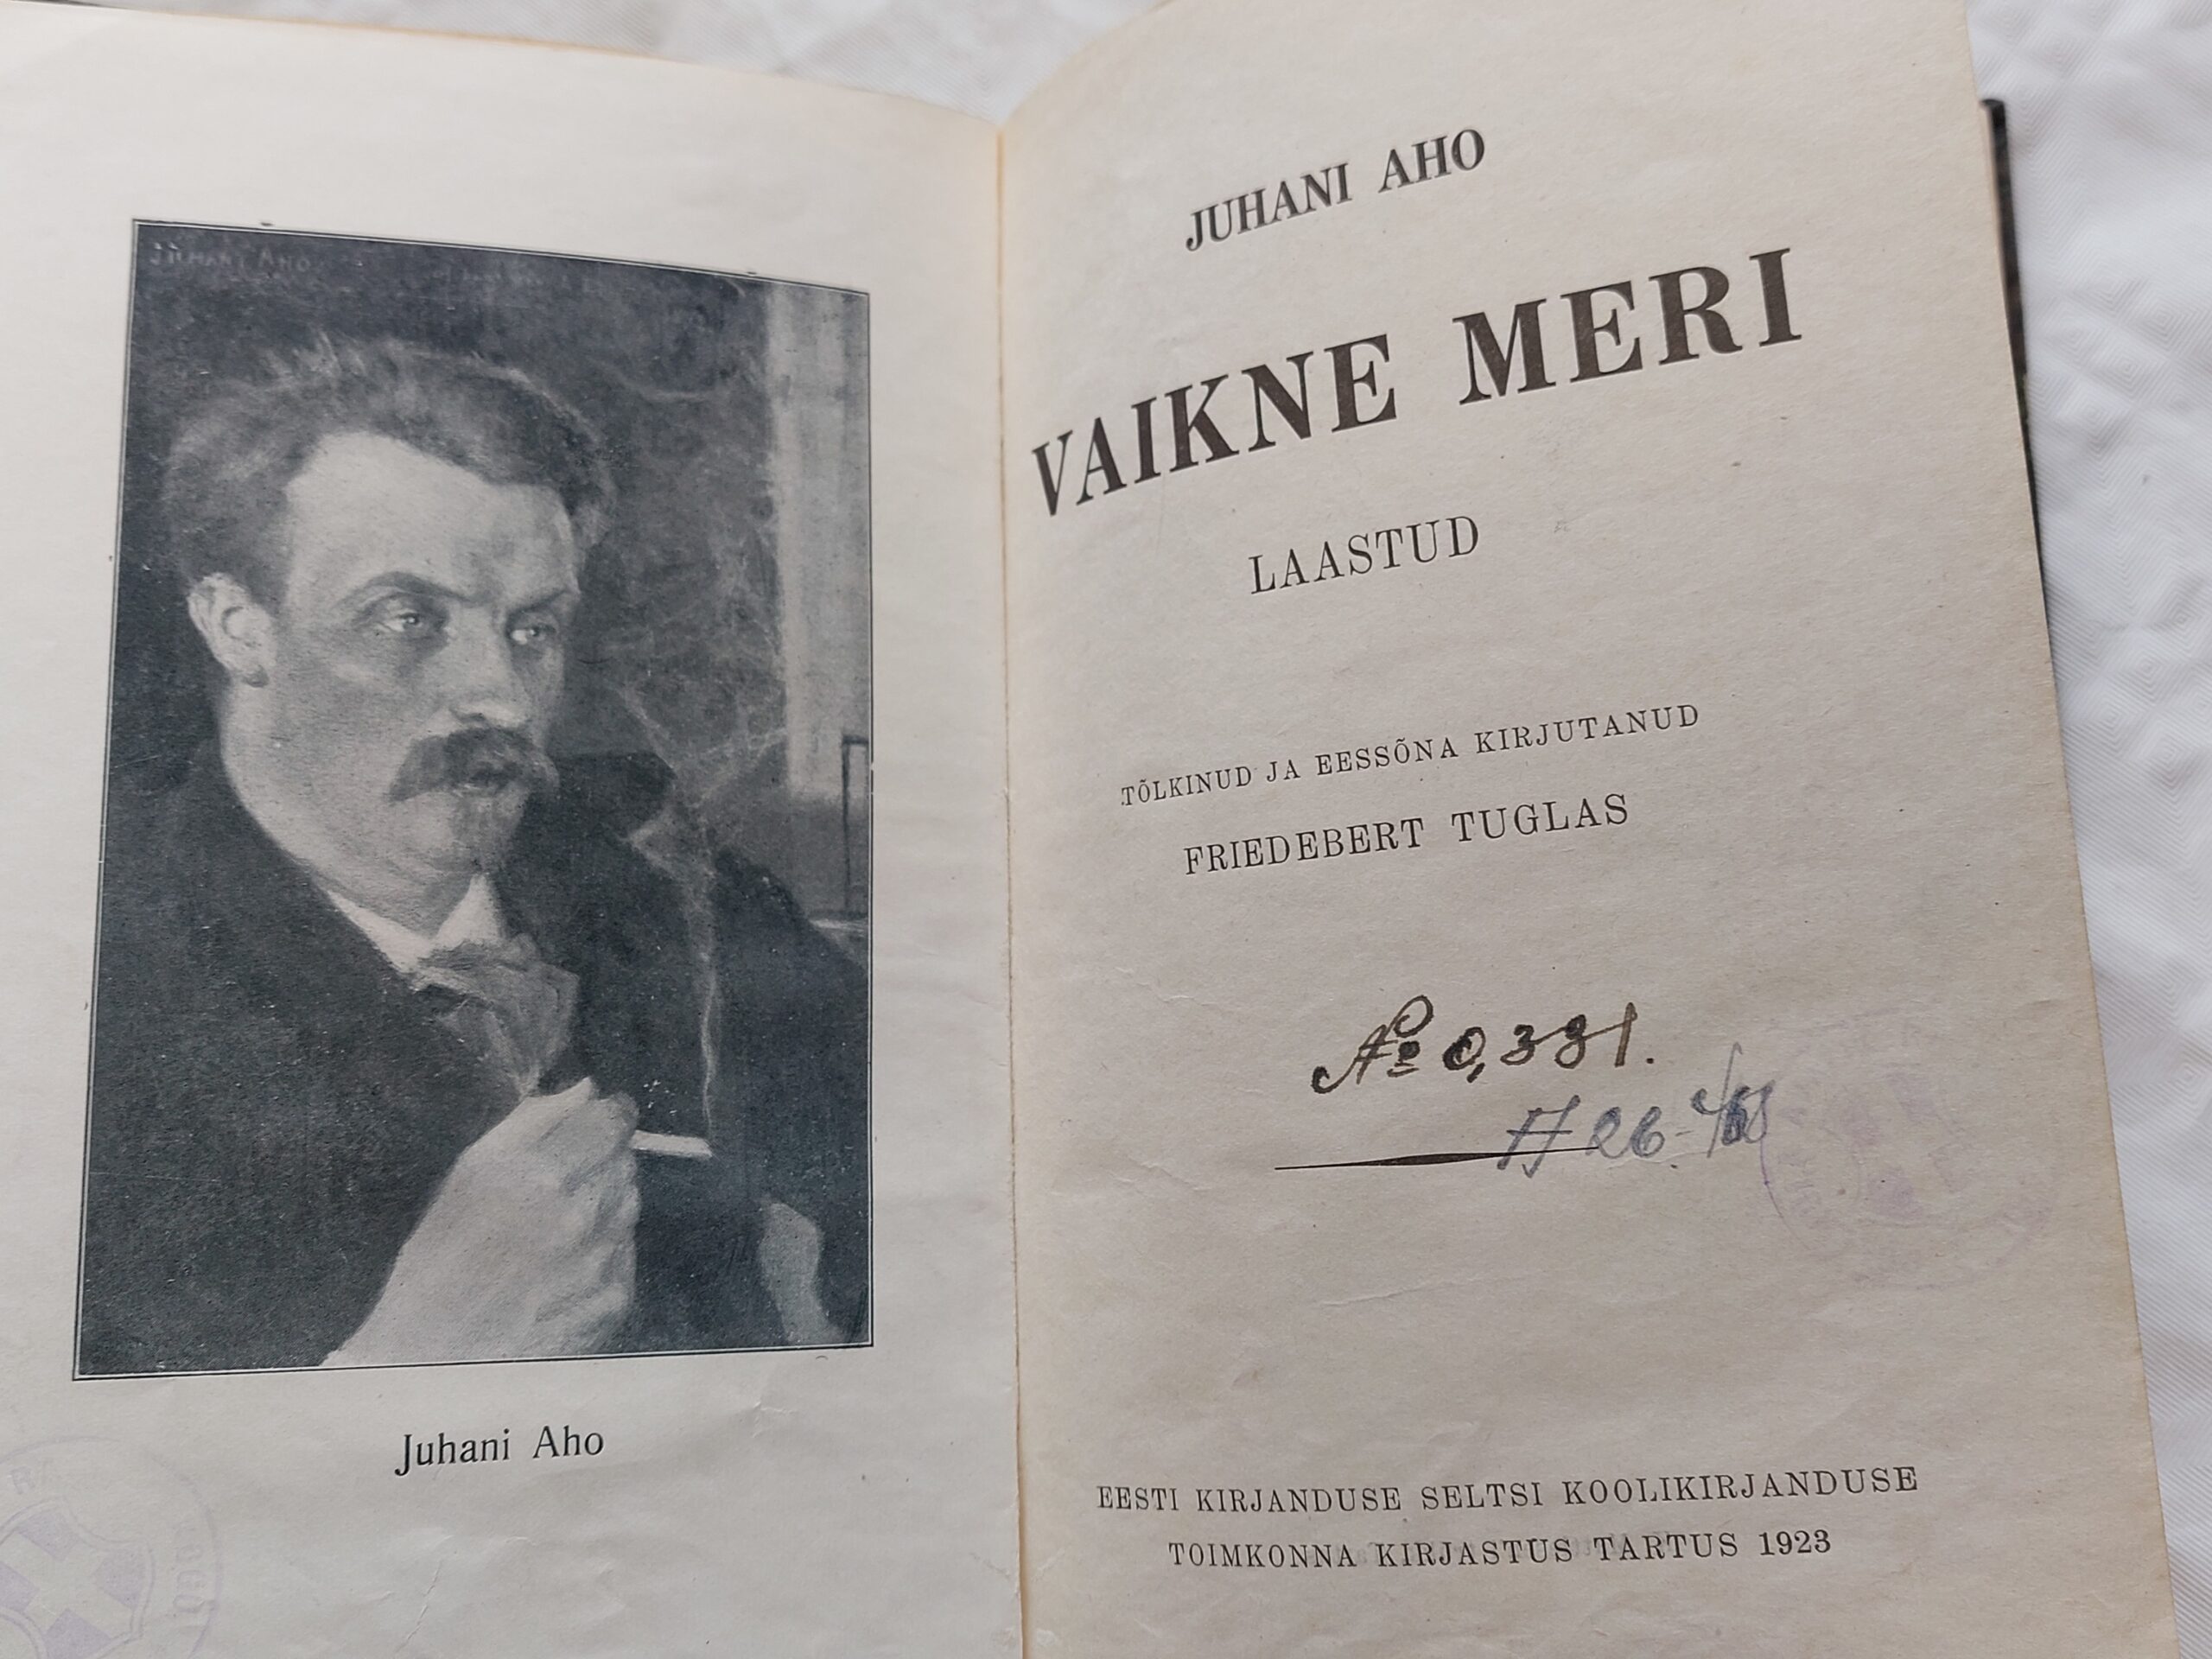 JUHANI AHO
Juhani Aho
JUHANI AHO
VAIKNE MERI
LAASTUD
TÕLKINUD JA EESSÕNA KIRJUTANUD
FRIEDEBERT TUGLAS
№ 0,331.
EESTI KIRJANDUSE SELTSI KOOLIKIRJANDUSE
TOIMKONNA KIRJASTUS TARTUS 1923